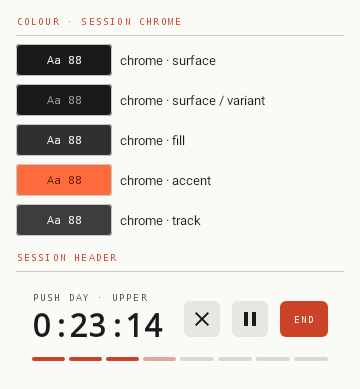 COLOUR · SESSION CHROME
Aa 88 chrome · surface
Aa 88 chrome · surface / variant
Aa 88 chrome · fill
Aa 88 chrome · accent
Aa 88 chrome · track
SESSION HEADER
PUSH DAY · UPPER
0:23:14
END